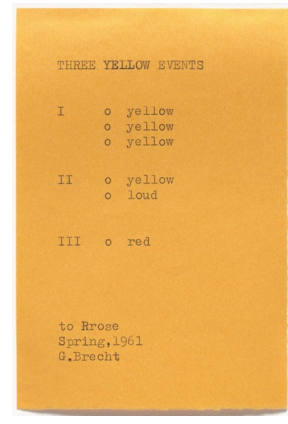 THREE YELLOW EVENTS
I o yellow
o yellow
o yellow
II o yellow
o loud
III o red
to Rrose
Spring,1961
G.Brecht